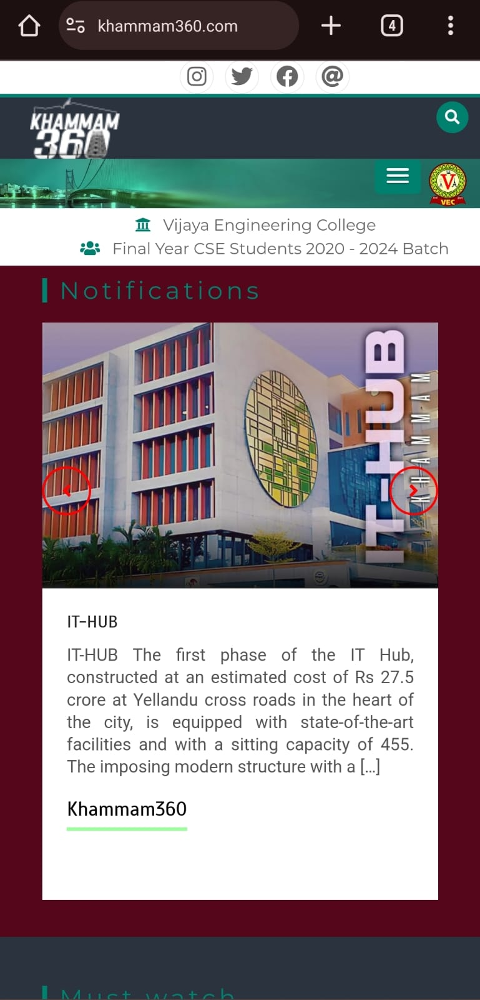 khammam360.com
4
KHAMMAM
360
V
VEC
Vijaya Engineering College
Final Year CSE Students 2020 - 2024 Batch
Notifications
IT-HUB
KHAMMAM
IT-HUB
IT-HUB The first phase of the IT Hub,
constructed at an estimated cost of Rs 27.5
crore at Yellandu cross roads in the heart of
the city, is equipped with state-of-the-art
facilities and with a sitting capacity of 455.
The imposing modern structure with a [...]
Khammam360
Must watch